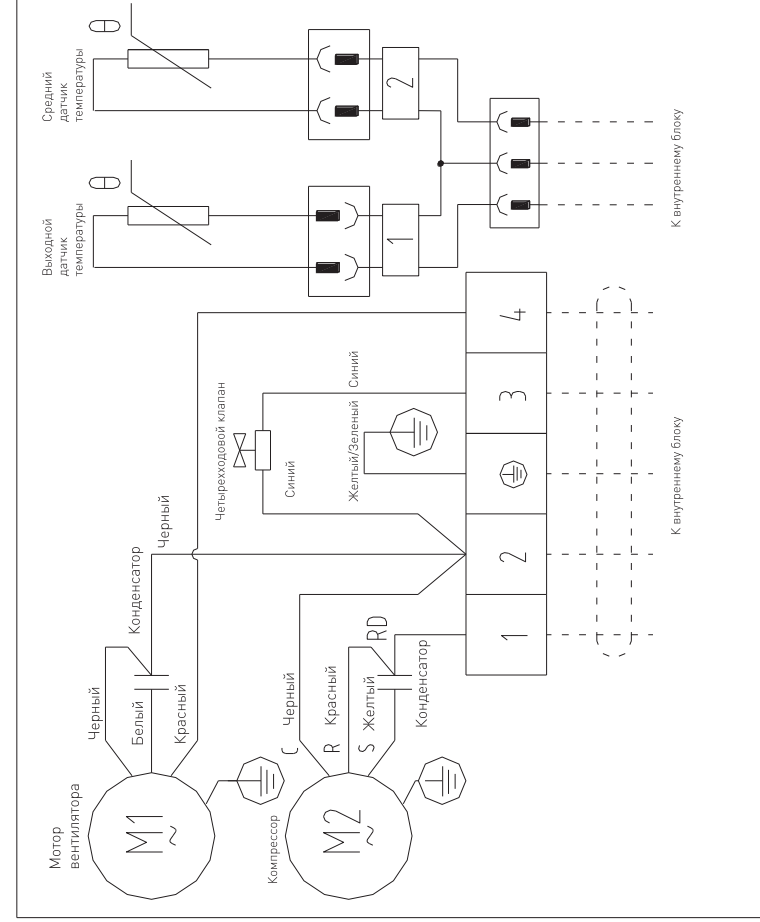 Средний
датчик
температуры
θ
2
Выходной
датчик
температуры
θ
1
К внутреннему блоку
4
3
2
1
К внутреннему блоку
Четырехходовой клапан
Синий
Синий
Желтый/Зеленый
Черный
Конденсатор
Черный
Белый
Красный
Мотор
вентилятора
M1
~
C
Черный
R
Красный
S
Желтый
RD
Конденсатор
Компрессор
M2
~